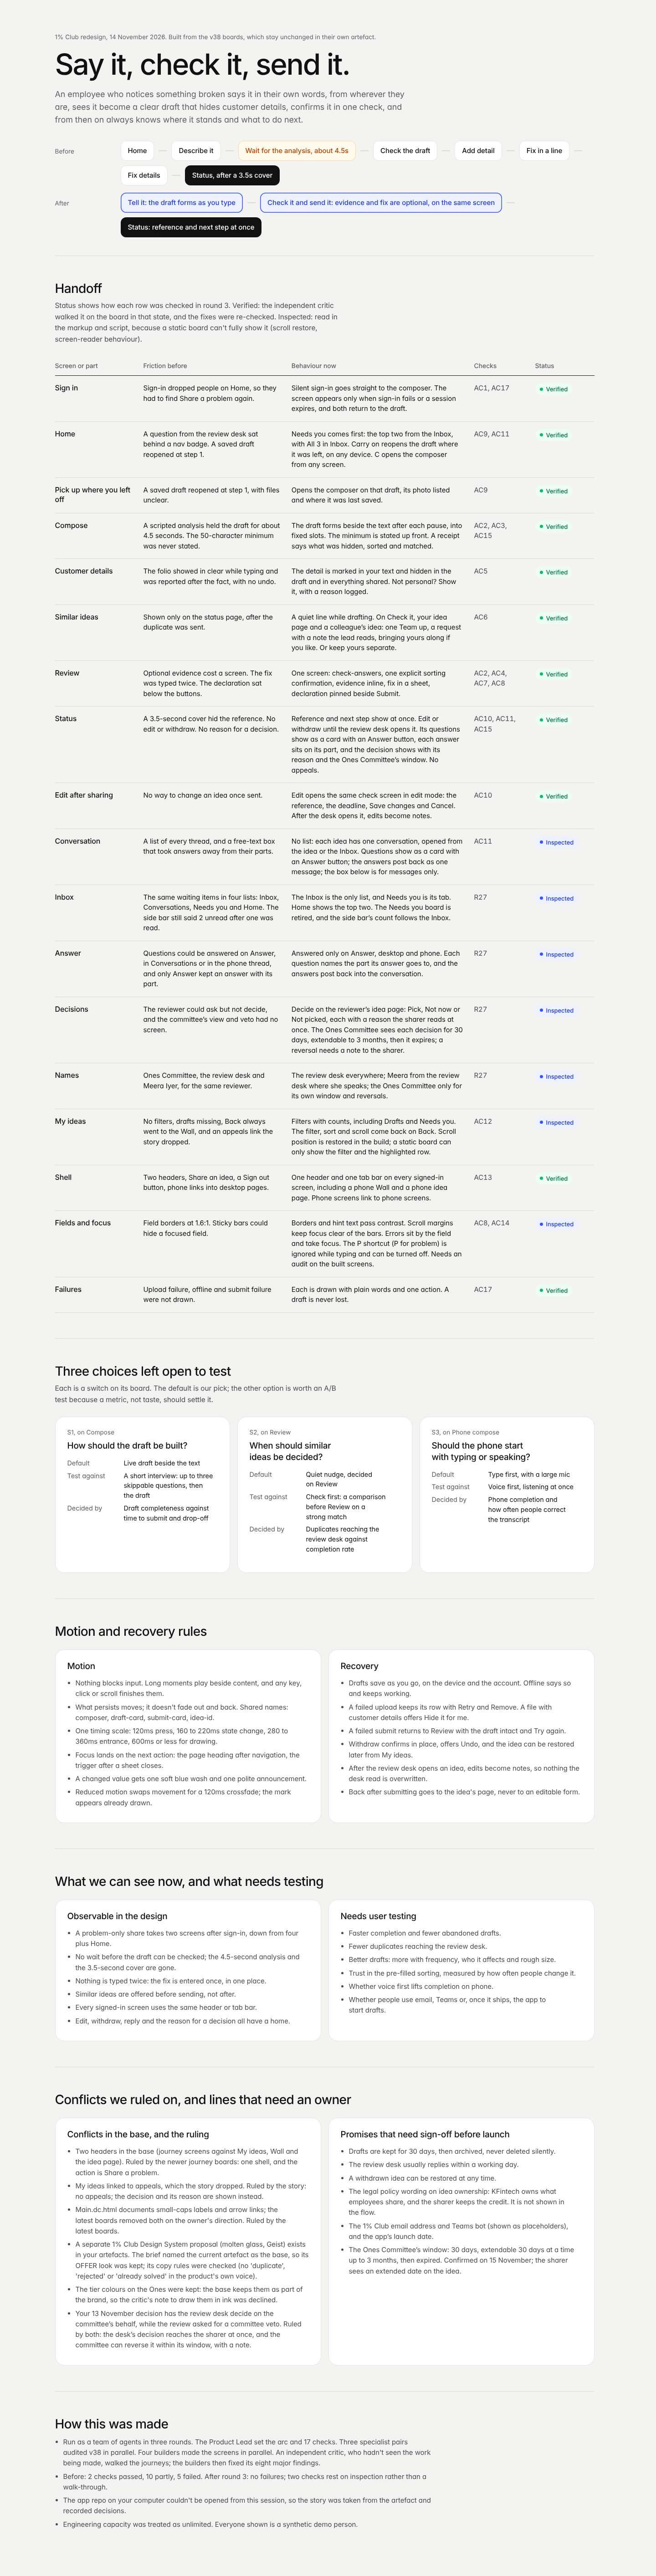 1% Club redesign, 14 November 2026. Built from the v38 boards, which stay unchanged in their own artefact.
Say it, check it, send it.
An employee who notices something broken says it in their own words, from wherever they
are, sees it become a clear draft that hides customer details, confirms it in one check, and
from then on always knows where it stands and what to do next.
Before
Home
Describe it
Wait for the analysis, about 4.5s
Check the draft
Add detail
Fix in a line
Fix details
Status, after a 3.5s cover
After
Tell it: the draft forms as you type
Check it and send it: evidence and fix are optional, on the same screen
Status: reference and next step at once
Handoff
Status shows how each row was checked in round 3. Verified: the independent critic
walked it on the board in that state, and the fixes were re-checked. Inspected: read in
the markup and script, because a static board can't fully show it (scroll restore,
screen-reader behaviour).
Screen or part
Friction before
Behaviour now
Checks
Status
Sign in
Sign-in dropped people on Home, so they
had to find Share a problem again.
Silent sign-in goes straight to the composer. The
screen appears only when sign-in fails or a session
expires, and both return to the draft.
AC1, AC17
Verified
Home
A question from the review desk sat
behind a nav badge. A saved draft
reopened at step 1.
Needs you comes first: the top two from the Inbox,
with All 3 in Inbox. Carry on reopens the draft where
it was left, on any device. C opens the composer
from any screen.
AC9, AC11
Verified
Pick up where you left
off
A saved draft reopened at step 1, with files
unclear.
Opens the composer on that draft, its photo listed
and where it was last saved.
AC9
Verified
Compose
A scripted analysis held the draft for about
4.5 seconds. The 50-character minimum
was never stated.
The draft forms beside the text after each pause, into
fixed slots. The minimum is stated up front. A receipt
says what was hidden, sorted and matched.
AC2, AC3,
AC15
Verified
Customer details
The folio showed in clear while typing and
was reported after the fact, with no undo.
The detail is marked in your text and hidden in the
draft and in everything shared. Not personal? Show
it, with a reason logged.
AC5
Verified
Similar ideas
Shown only on the status page, after the
duplicate was sent.
A quiet line while drafting. On Check it, your idea
page and a colleague's idea: one Team up, a request
with a note the lead reads, bringing yours along if
you like. Or keep yours separate.
AC6
Verified
Review
Optional evidence cost a screen. The fix
was typed twice. The declaration sat
below the buttons.
One screen: check-answers, one explicit sorting
confirmation, evidence inline, fix in a sheet,
declaration pinned beside Submit.
AC2, AC4,
AC7, AC8
Verified
Status
A 3.5-second cover hid the reference. No
edit or withdraw. No reason for a decision.
Reference and next step show at once. Edit or
withdraw until the review desk opens it. Its questions
show as a card with an Answer button, each answer
sits on its part, and the decision shows with its
reason and the Ones Committee's window. No
appeals.
AC10, AC11,
AC15
Verified
Edit after sharing
No way to change an idea once sent.
Edit opens the same check screen in edit mode: the
reference, the deadline, Save changes and Cancel.
After the desk opens it, edits become notes.
AC10
Verified
Conversation
A list of every thread, and a free-text box
that took answers away from their parts.
No list: each idea has one conversation, opened from
the idea or the Inbox. Questions show as a card with
an Answer button; the answers post back as one
message; the box below is for messages only.
AC11
Inspected
Inbox
The same waiting items in four lists: Inbox,
Conversations, Needs you and Home. The
side bar still said 2 unread after one was
read.
The Inbox is the only list, and Needs you is its tab.
Home shows the top two. The Needs you board is
retired, and the side bar's count follows the Inbox.
R27
Inspected
Answer
Questions could be answered on Answer,
in Conversations or in the phone thread,
and only Answer kept an answer with its
part.
Answered only on Answer, desktop and phone. Each
question names the part its answer goes to, and the
answers post back into the conversation.
R27
Inspected
Decisions
The reviewer could ask but not decide,
and the committee's view and veto had no
screen.
Decide on the reviewer's idea page: Pick, Not now or
Not picked, each with a reason the sharer reads at
once. The Ones Committee sees each decision for 30
days, extendable to 3 months, then it expires; a
reversal needs a note to the sharer.
R27
Inspected
Names
Ones Committee, the review desk and
Meera Iyer, for the same reviewer.
The review desk everywhere; Meera from the review
desk where she speaks; the Ones Committee only for
its own window and reversals.
R27
Inspected
My ideas
No filters, drafts missing, Back always
went to the Wall, and an appeals link the
story dropped.
Filters with counts, including Drafts and Needs you.
The filter, sort and scroll come back on Back. Scroll
position is restored in the build; a static board can
only show the filter and the highlighted row.
AC12
Inspected
Shell
Two headers, Share an idea, a Sign out
button, phone links into desktop pages.
One header and one tab bar on every signed-in
screen, including a phone Wall and a phone idea
page. Phone screens link to phone screens.
AC13
Verified
Fields and focus
Field borders at 1.6:1. Sticky bars could
hide a focused field.
Borders and hint text pass contrast. Scroll margins
keep focus clear of the bars. Errors sit by the field
and take focus. The P shortcut (P for problem) is
ignored while typing and can be turned off. Needs an
audit on the built screens.
AC8, AC14
Inspected
Failures
Upload failure, offline and submit failure
were not drawn.
Each is drawn with plain words and one action. A
draft is never lost.
AC17
Verified
Three choices left open to test
Each is a switch on its board. The default is our pick; the other option is worth an A/B
test because a metric, not taste, should settle it.
S1, on Compose
How should the draft be built?
Default
Live draft beside the text
Test against
A short interview: up to three
skippable questions, then
the draft
Decided by
Draft completeness against
time to submit and drop-off
S2, on Review
When should similar
ideas be decided?
Default
Quiet nudge, decided
on Review
Test against
Check first: a comparison
before Review on a
strong match
Decided by
Duplicates reaching the
review desk against
completion rate
S3, on Phone compose
Should the phone start
with typing or speaking?
Default
Type first, with a large mic
Test against
Voice first, listening at once
Decided by
Phone completion and
how often people correct
the transcript
Motion and recovery rules
Motion
• Nothing blocks input. Long moments play beside content, and any key,
click or scroll finishes them.
• What persists moves; it doesn't fade out and back. Shared names:
composer, draft-card, submit-card, idea-id.
• One timing scale: 120ms press, 160 to 220ms state change, 280 to
360ms entrance, 600ms or less for drawing.
• Focus lands on the next action: the page heading after navigation, the
trigger after a sheet closes.
• A changed value gets one soft blue wash and one polite announcement.
• Reduced motion swaps movement for a 120ms crossfade; the mark
appears already drawn.
Recovery
• Drafts save as you go, on the device and the account. Offline says so
and keeps working.
• A failed upload keeps its row with Retry and Remove. A file with
customer details offers Hide it for me.
• A failed submit returns to Review with the draft intact and Try again.
• Withdraw confirms in place, offers Undo, and the idea can be restored
later from My ideas.
• After the review desk opens an idea, edits become notes, so nothing the
desk read is overwritten.
• Back after submitting goes to the idea's page, never to an editable form.
What we can see now, and what needs testing
Observable in the design
• A problem-only share takes two screens after sign-in, down from four
plus Home.
• No wait before the draft can be checked; the 4.5-second analysis and
the 3.5-second cover are gone.
• Nothing is typed twice: the fix is entered once, in one place.
• Similar ideas are offered before sending, not after.
• Every signed-in screen uses the same header or tab bar.
• Edit, withdraw, reply and the reason for a decision all have a home.
Needs user testing
• Faster completion and fewer abandoned drafts.
• Fewer duplicates reaching the review desk.
• Better drafts: more with frequency, who it affects and rough size.
• Trust in the pre-filled sorting, measured by how often people change it.
• Whether voice first lifts completion on phone.
• Whether people use email, Teams or, once it ships, the app to
start drafts.
Conflicts we ruled on, and lines that need an owner
Conflicts in the base, and the ruling
• Two headers in the base (journey screens against My ideas, Wall and
the idea page). Ruled by the newer journey boards: one shell, and the
action is Share a problem.
• My ideas linked to appeals, which the story dropped. Ruled by the story:
no appeals; the decision and its reason are shown instead.
• Main.dc.html documents small-caps labels and arrow links; the
latest boards removed both on the owner's direction. Ruled by the
latest boards.
• A separate 1% Club Design System proposal (molten glass, Geist) exists
in your artefacts. The brief named the current artefact as the base, so its
OFFER look was kept; its copy rules were checked (no 'duplicate',
'rejected' or 'already solved' in the product's own voice).
• The tier colours on the Ones were kept: the base keeps them as part of
the brand, so the critic's note to draw them in ink was declined.
• Your 13 November decision has the review desk decide on the
committee's behalf, while the review asked for a committee veto. Ruled
by both: the desk's decision reaches the sharer at once, and the
committee can reverse it within its window, with a note.
Promises that need sign-off before launch
• Drafts are kept for 30 days, then archived, never deleted silently.
• The review desk usually replies within a working day.
• A withdrawn idea can be restored at any time.
• The legal policy wording on idea ownership: KFintech owns what
employees share, and the sharer keeps the credit. It is not shown in
the flow.
• The 1% Club email address and Teams bot (shown as placeholders),
and the app's launch date.
• The Ones Committee's window: 30 days, extendable 30 days at a time
up to 3 months, then expired. Confirmed on 15 November; the sharer
sees an extended date on the idea.
How this was made
• Run as a team of agents in three rounds. The Product Lead set the arc and 17 checks. Three specialist pairs
audited v38 in parallel. Four builders made the screens in parallel. An independent critic, who hadn't seen the work
being made, walked the journeys; the builders then fixed its eight major findings.
• Before: 2 checks passed, 10 partly, 5 failed. After round 3: no failures; two checks rest on inspection rather than a
walk-through.
• The app repo on your computer couldn't be opened from this session, so the story was taken from the artefact and
recorded decisions.
• Engineering capacity was treated as unlimited. Everyone shown is a synthetic demo person.